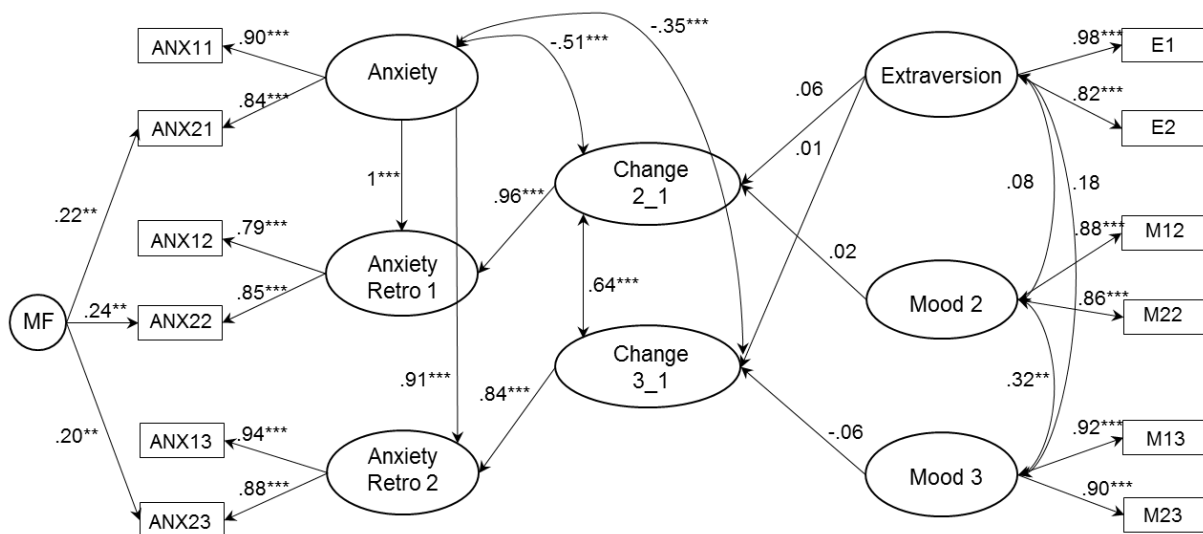 ANX11
.90***
Anxiety
-.51***
-.35***
Extraversion
.98***
E1
.84***
ANX21
.06
.82***
E2
.01
Change
2_1
.08
.18
1***
.96***
.22**
ANX12
.79***
Anxiety
Retro 1
.02
.88***
M12
.64***
Mood 2
.86***
M22
MF
.24**
ANX22
.85***
Change
3_1
.91***
.84***
.32**
.20**
ANX13
.94***
Anxiety
Retro 2
-.06
Mood 3
.92***
M13
.88***
ANX23
.90***
M23